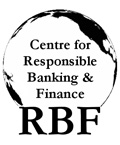 Centre for
Responsible
Banking &
Finance
RBF